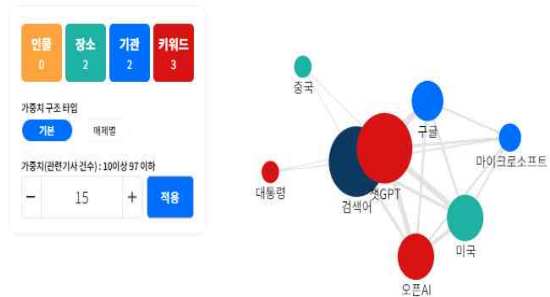 인물 장소 기관 키워드
0 2 2 3
가중치 구조 타입
기본 매체별
가중치(관련기사 건수) : 10이상 97 이하
− 15 + 적용
중국
구글
마이크로소프트
대통령
챗GPT
검색어
미국
오픈AI